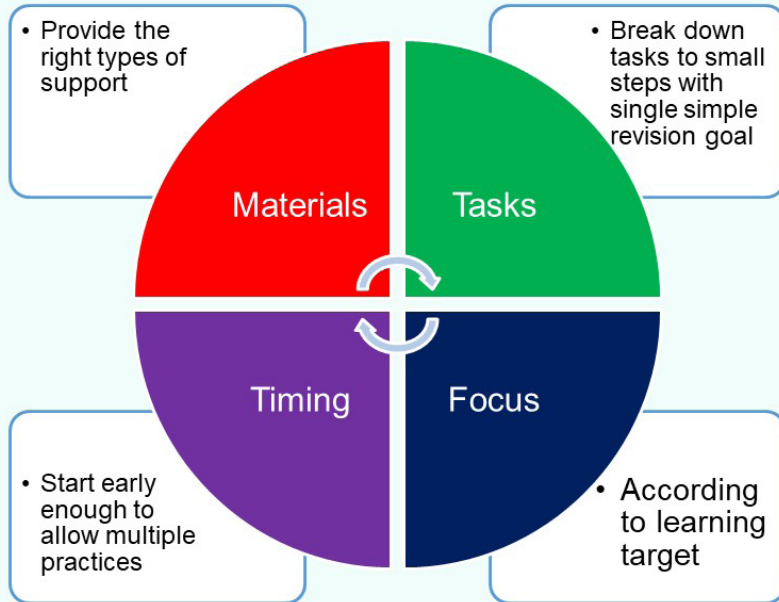 • Provide the
right types of
support
• Break down
tasks to small
steps with
single simple
revision goal
Materials
Tasks
Timing
Focus
• Start early
enough to
allow multiple
practices
• According
to learning
target